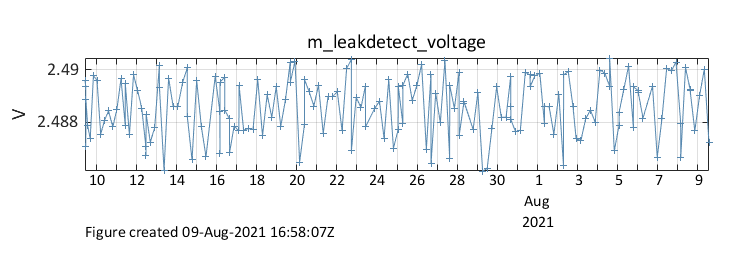 m_leakdetect_voltage
2.49
2.488
V
10 12 14 16 18 20 22 24 26 28 30 1 3 5 7 9
Aug
2021
Figure created 09-Aug-2021 16:58:07Z